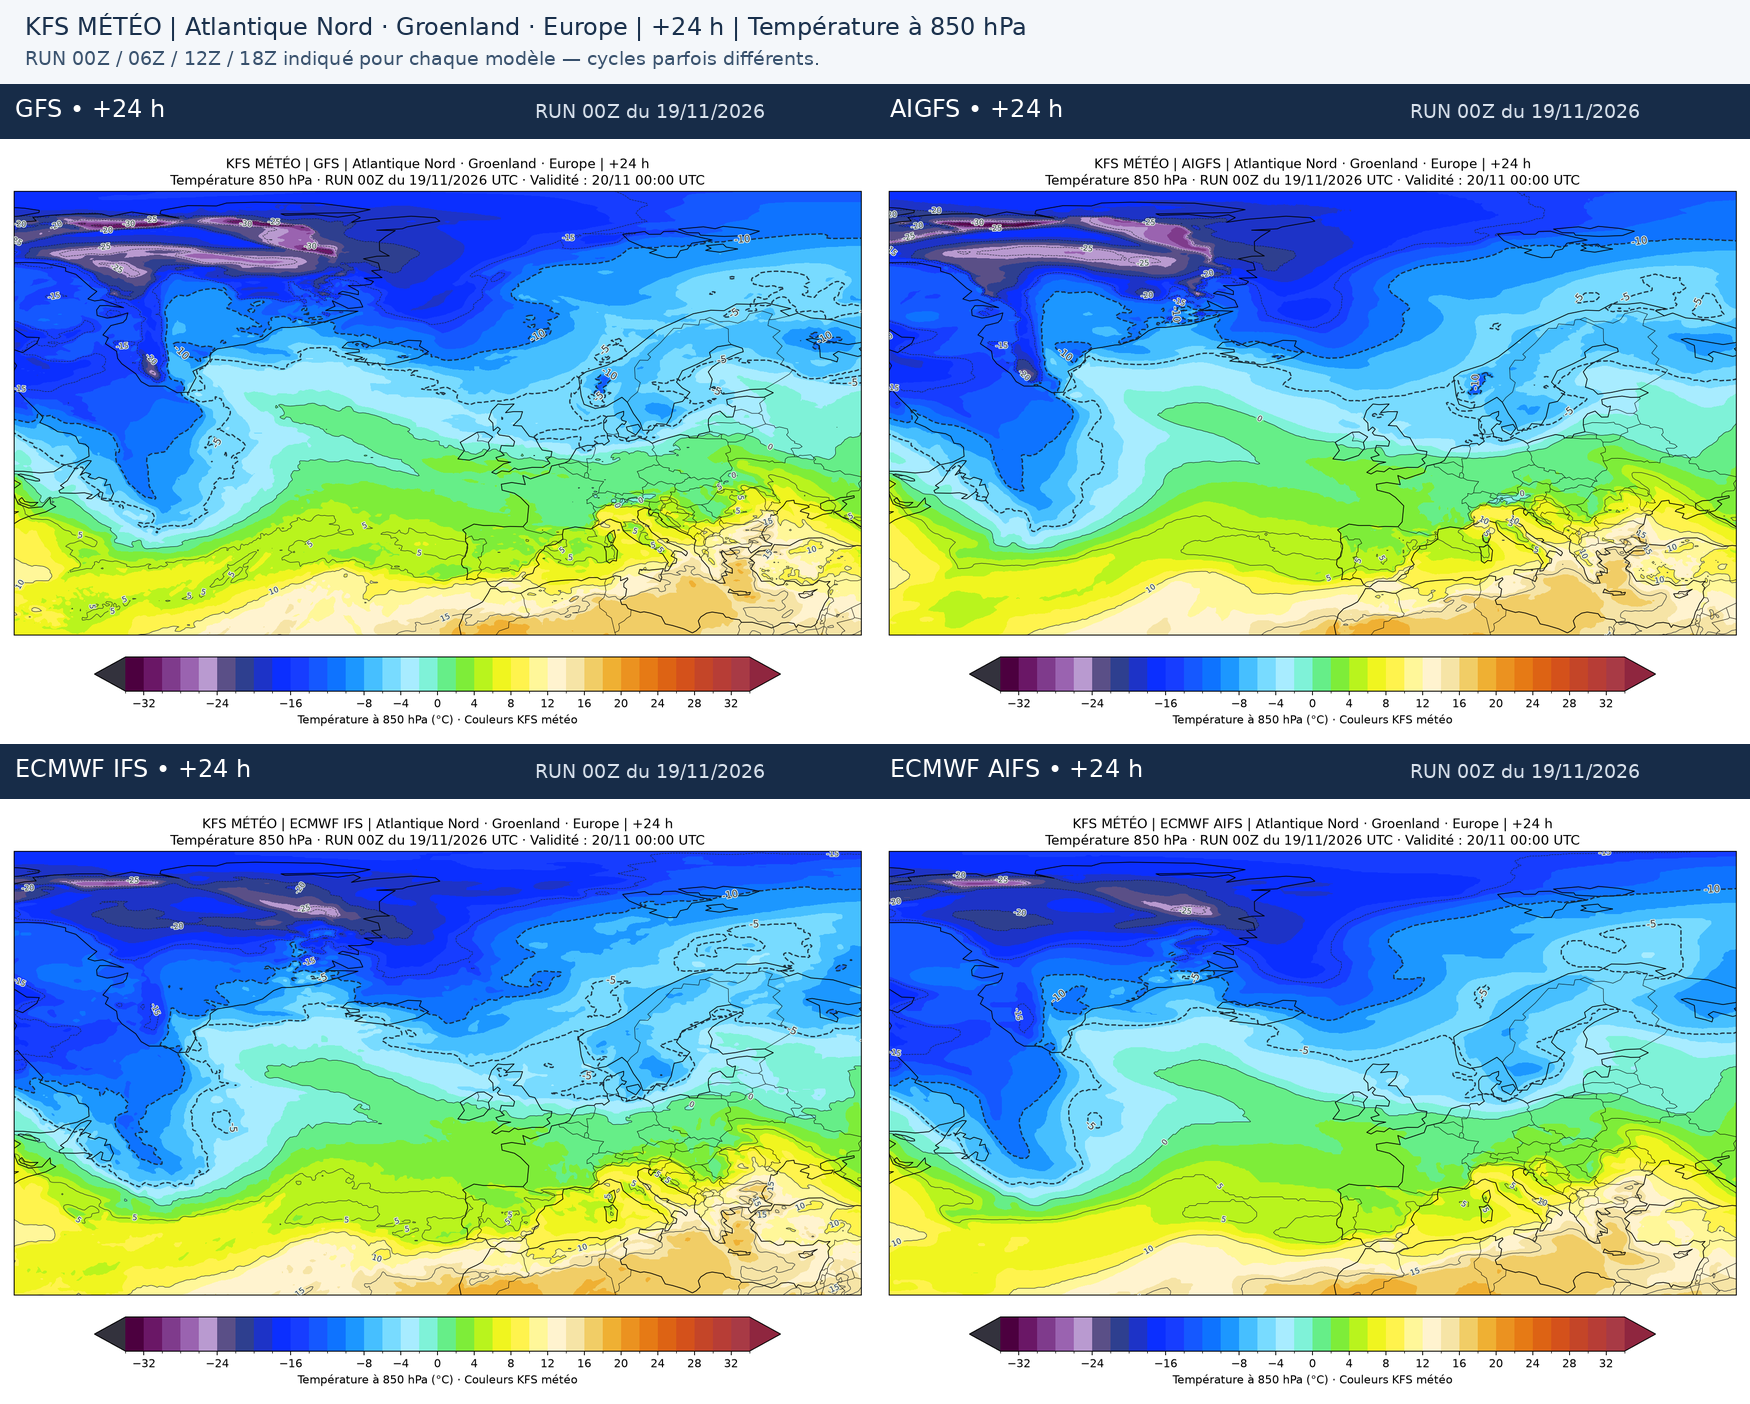 KFS MÉTÉO | Atlantique Nord · Groenland · Europe | +24 h | Température à 850 hPa
RUN 00Z / 06Z / 12Z / 18Z indiqué pour chaque modèle — cycles parfois différents.
GFS • +24 h
RUN 00Z du 19/11/2026
KFS MÉTÉO | GFS | Atlantique Nord · Groenland · Europe | +24 h
Température 850 hPa · RUN 00Z du 19/11/2026 UTC · Validité : 20/11 00:00 UTC
−32 −24 −16 −8 −4 0 4 8 12 16 20 24 28 32
Température à 850 hPa (°C) · Couleurs KFS météo
AIGFS • +24 h
RUN 00Z du 19/11/2026
KFS MÉTÉO | AIGFS | Atlantique Nord · Groenland · Europe | +24 h
Température 850 hPa · RUN 00Z du 19/11/2026 UTC · Validité : 20/11 00:00 UTC
−32 −24 −16 −8 −4 0 4 8 12 16 20 24 28 32
Température à 850 hPa (°C) · Couleurs KFS météo
ECMWF IFS • +24 h
RUN 00Z du 19/11/2026
KFS MÉTÉO | ECMWF IFS | Atlantique Nord · Groenland · Europe | +24 h
Température 850 hPa · RUN 00Z du 19/11/2026 UTC · Validité : 20/11 00:00 UTC
−32 −24 −16 −8 −4 0 4 8 12 16 20 24 28 32
Température à 850 hPa (°C) · Couleurs KFS météo
ECMWF AIFS • +24 h
RUN 00Z du 19/11/2026
KFS MÉTÉO | ECMWF AIFS | Atlantique Nord · Groenland · Europe | +24 h
Température 850 hPa · RUN 00Z du 19/11/2026 UTC · Validité : 20/11 00:00 UTC
−32 −24 −16 −8 −4 0 4 8 12 16 20 24 28 32
Température à 850 hPa (°C) · Couleurs KFS météo